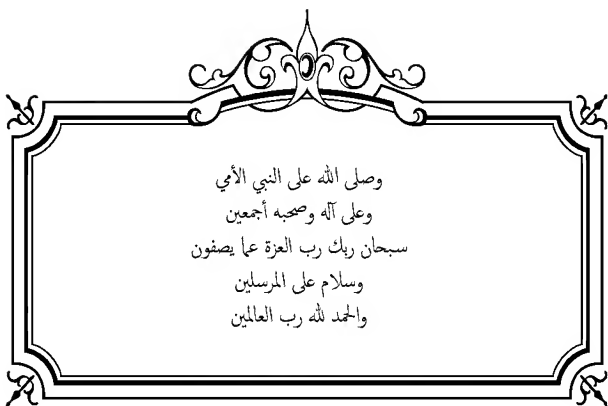 وصلى الله على النبي الأمي
وعلى آله وصحبه أجمعين
سبحان ربك رب العزة عما يصفون
وسلام على المرسلين
والحمد لله رب العالمين